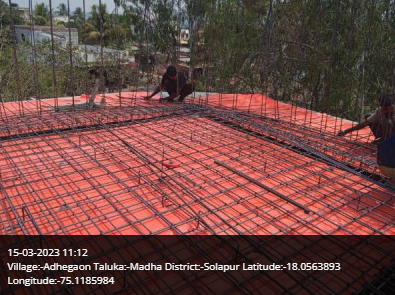 15-03-2023 11:12
Village:-Adhegaon Taluka:-Madha District:-Solapur Latitude:-18.0563893
Longitude:-75.1185984